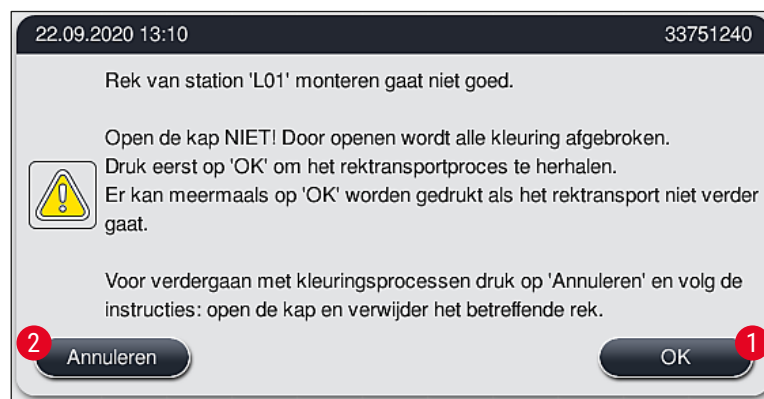 22.09.2020 13:10 33751240
Rek van station 'L01' monteren gaat niet goed.
Open de kap NIET! Door openen wordt alle kleuring afgebroken.
Druk eerst op 'OK' om het rektransportproces te herhalen.
Er kan meermaals op 'OK' worden gedrukt als het rektransport niet verder
gaat.
Voor verdergaan met kleuringsprocessen druk op 'Annuleren' en volg de
instructies: open de kap en verwijder het betreffende rek.
2 Annuleren OK 1